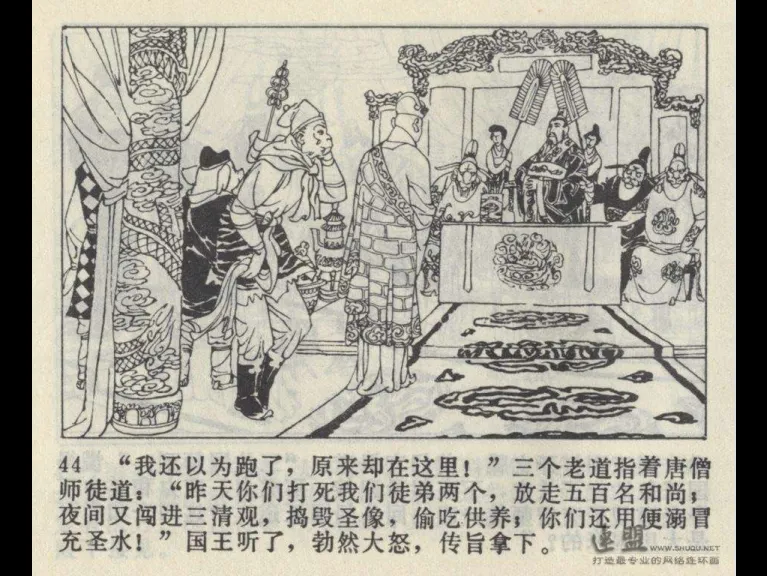 44 “我还以为跑了，原来却在这里！”三个老道指着唐僧
师徒道：“昨天你们打死我们徒弟两个，放走五百名和尚；
夜间又闯进三清观，捣毁圣像，偷吃供养；你们还用便溺冒
充圣水！”国王听了，勃然大怒，传旨拿下。
连盟 WWW.SHUQU.NET
打造最专业的网络连环画